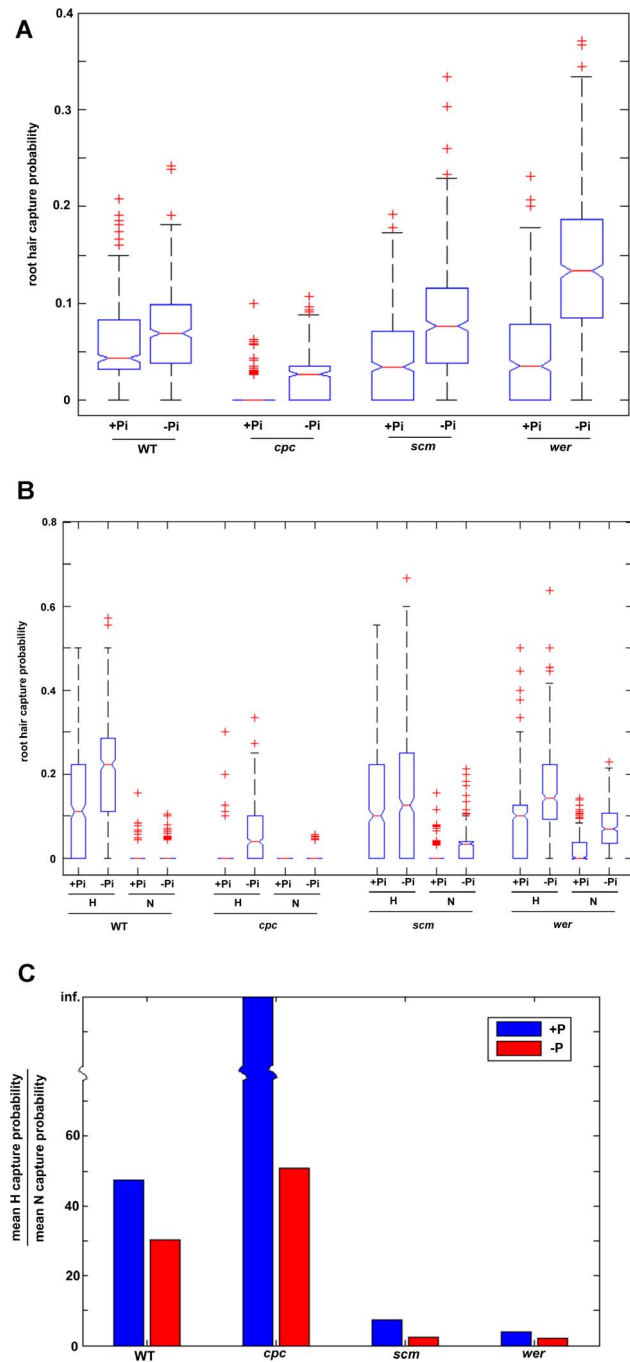 A
0.4
0.3
0.2
0.1
0
root hair capture probability
+Pi -Pi +Pi -Pi +Pi -Pi +Pi -Pi
WT cpc scm wer
B
0.8
0.6
0.4
0.2
0
root hair capture probability
+Pi -Pi +Pi -Pi +Pi -Pi +Pi -Pi +Pi -Pi +Pi -Pi +Pi -Pi +Pi -Pi
H N H N H N H N
WT cpc scm wer
C
inf.
60
40
20
0
mean H capture probability
mean N capture probability
+P
-P
WT cpc scm wer